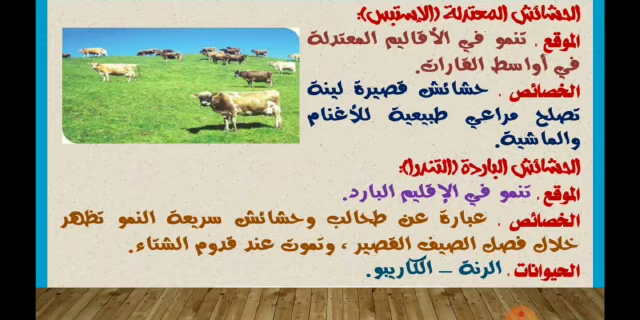 الحشائش المعتدلة (الإستبس):
الموقع . تنمو في الأقاليم المعتدلة
في أواسط القارات.
الخصائص . حشائش قصيرة لينة
تصلح مراعي طبيعية للأغنام
والماشية.
الحشائش الباردة (التندرا):
الموقع . تنمو في الإقليم البارد.
الخصائص . عبارة عن طحالب وحشائش سريعة النمو تظهر
خلال فصل الصيف القصير ، وتموت عند قدوم الشتاء.
الحيوانات . الرنة – الكاريبو.